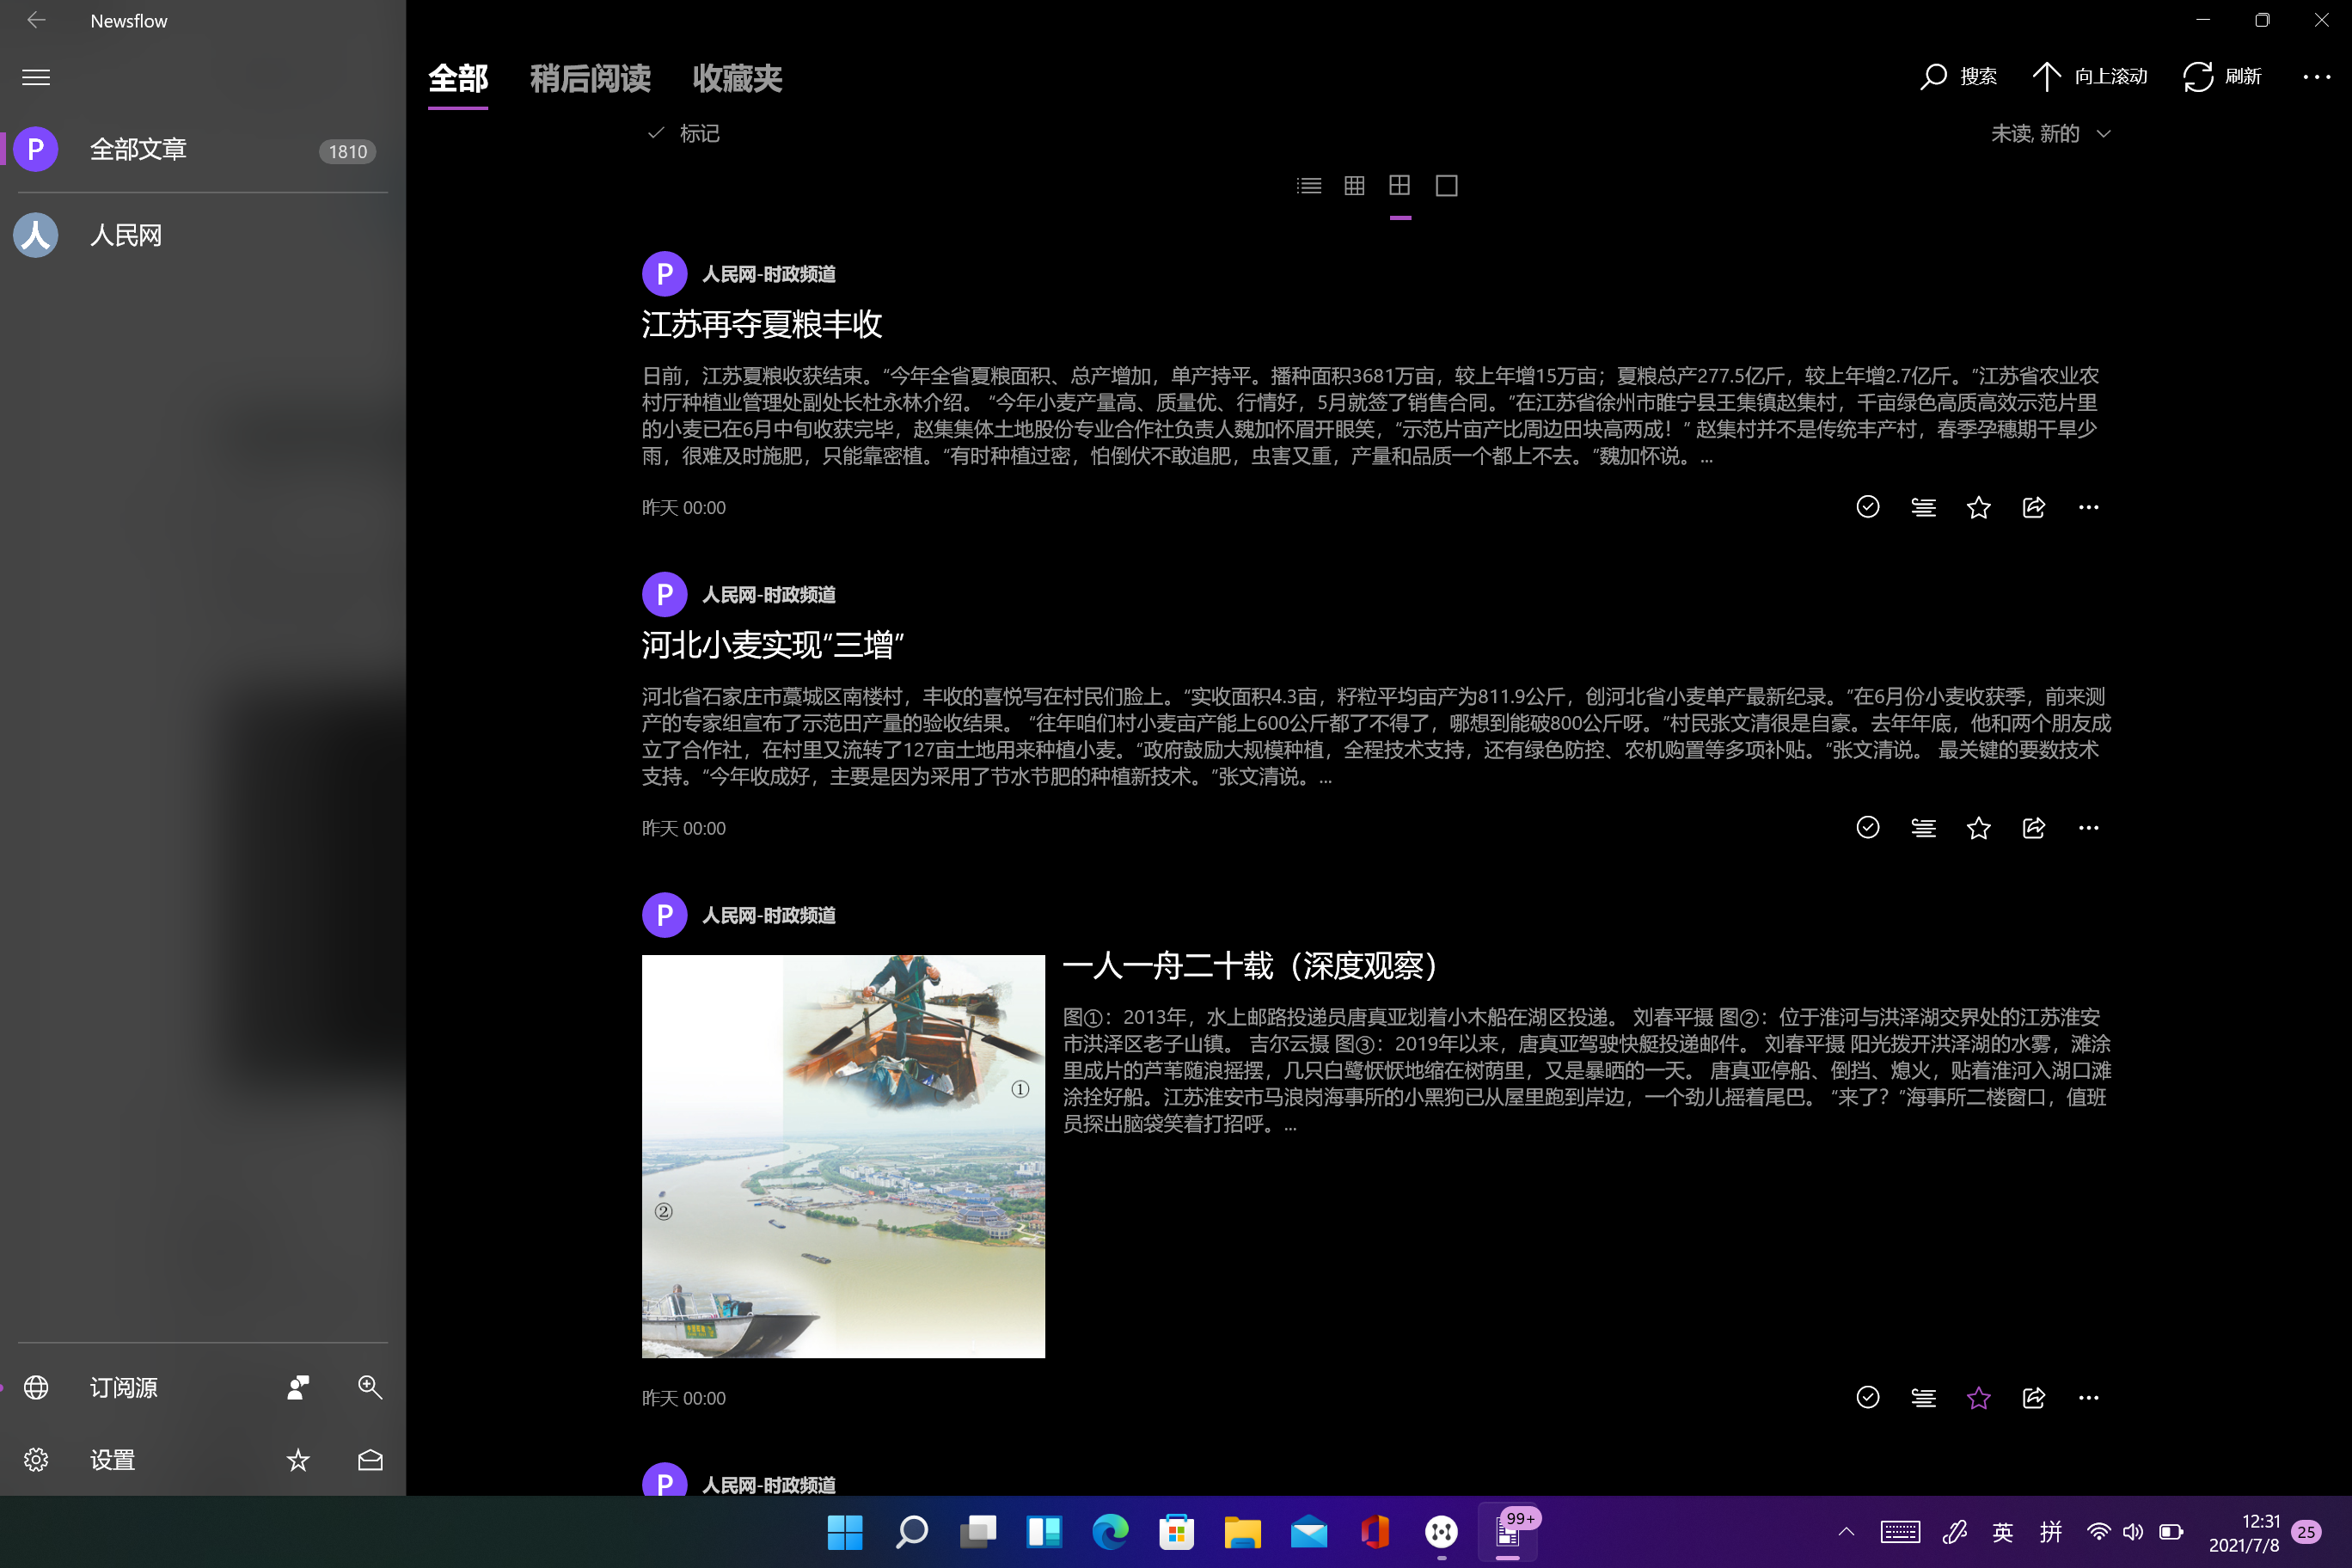 Newsflow
全部 稍后阅读 收藏夹
搜索 向上滚动 刷新
P 全部文章 1810
标记 未读, 新的
人 人民网
P 人民网-时政频道
江苏再夺夏粮丰收
日前，江苏夏粮收获结束。“今年全省夏粮面积、总产增加，单产持平。播种面积3681万亩，较上年增15万亩；夏粮总产277.5亿斤，较上年增2.7亿斤。”江苏省农业农
村厅种植业管理处副处长杜永林介绍。 “今年小麦产量高、质量优、行情好，5月就签了销售合同。”在江苏省徐州市睢宁县王集镇赵集村，千亩绿色高质高效示范片里
的小麦已在6月中旬收获完毕，赵集集体土地股份专业合作社负责人魏加怀眉开眼笑，“示范片亩产比周边田块高两成！” 赵集村并不是传统丰产村，春季孕穗期干旱少
雨，很难及时施肥，只能靠密植。“有时种植过密，怕倒伏不敢追肥，虫害又重，产量和品质一个都上不去。”魏加怀说。...
昨天 00:00
P 人民网-时政频道
河北小麦实现“三增”
河北省石家庄市藁城区南楼村，丰收的喜悦写在村民们脸上。“实收面积4.3亩，籽粒平均亩产为811.9公斤，创河北省小麦单产最新纪录。”在6月份小麦收获季，前来测
产的专家组宣布了示范田产量的验收结果。 “往年咱们村小麦亩产能上600公斤都了不得了，哪想到能破800公斤呀。”村民张文清很是自豪。去年年底，他和两个朋友成
立了合作社，在村里又流转了127亩土地用来种植小麦。“政府鼓励大规模种植，全程技术支持，还有绿色防控、农机购置等多项补贴。”张文清说。 最关键的要数技术
支持。“今年收成好，主要是因为采用了节水节肥的种植新技术。”张文清说。...
昨天 00:00
P 人民网-时政频道
一人一舟二十载（深度观察）
图①：2013年，水上邮路投递员唐真亚划着小木船在湖区投递。 刘春平摄 图②：位于淮河与洪泽湖交界处的江苏淮安
市洪泽区老子山镇。 吉尔云摄 图③：2019年以来，唐真亚驾驶快艇投递邮件。 刘春平摄 阳光拨开洪泽湖的水雾，滩涂
里成片的芦苇随浪摇摆，几只白鹭恹恹地缩在树荫里，又是暴晒的一天。 唐真亚停船、倒挡、熄火，贴着淮河入湖口滩
涂拴好船。江苏淮安市马浪岗海事所的小黑狗已从屋里跑到岸边，一个劲儿摇着尾巴。 “来了？”海事所二楼窗口，值班
员探出脑袋笑着打招呼。...
①
②
昨天 00:00
订阅源
设置
P 人民网-时政频道
99+
英 拼 12:31
2021/7/8 25